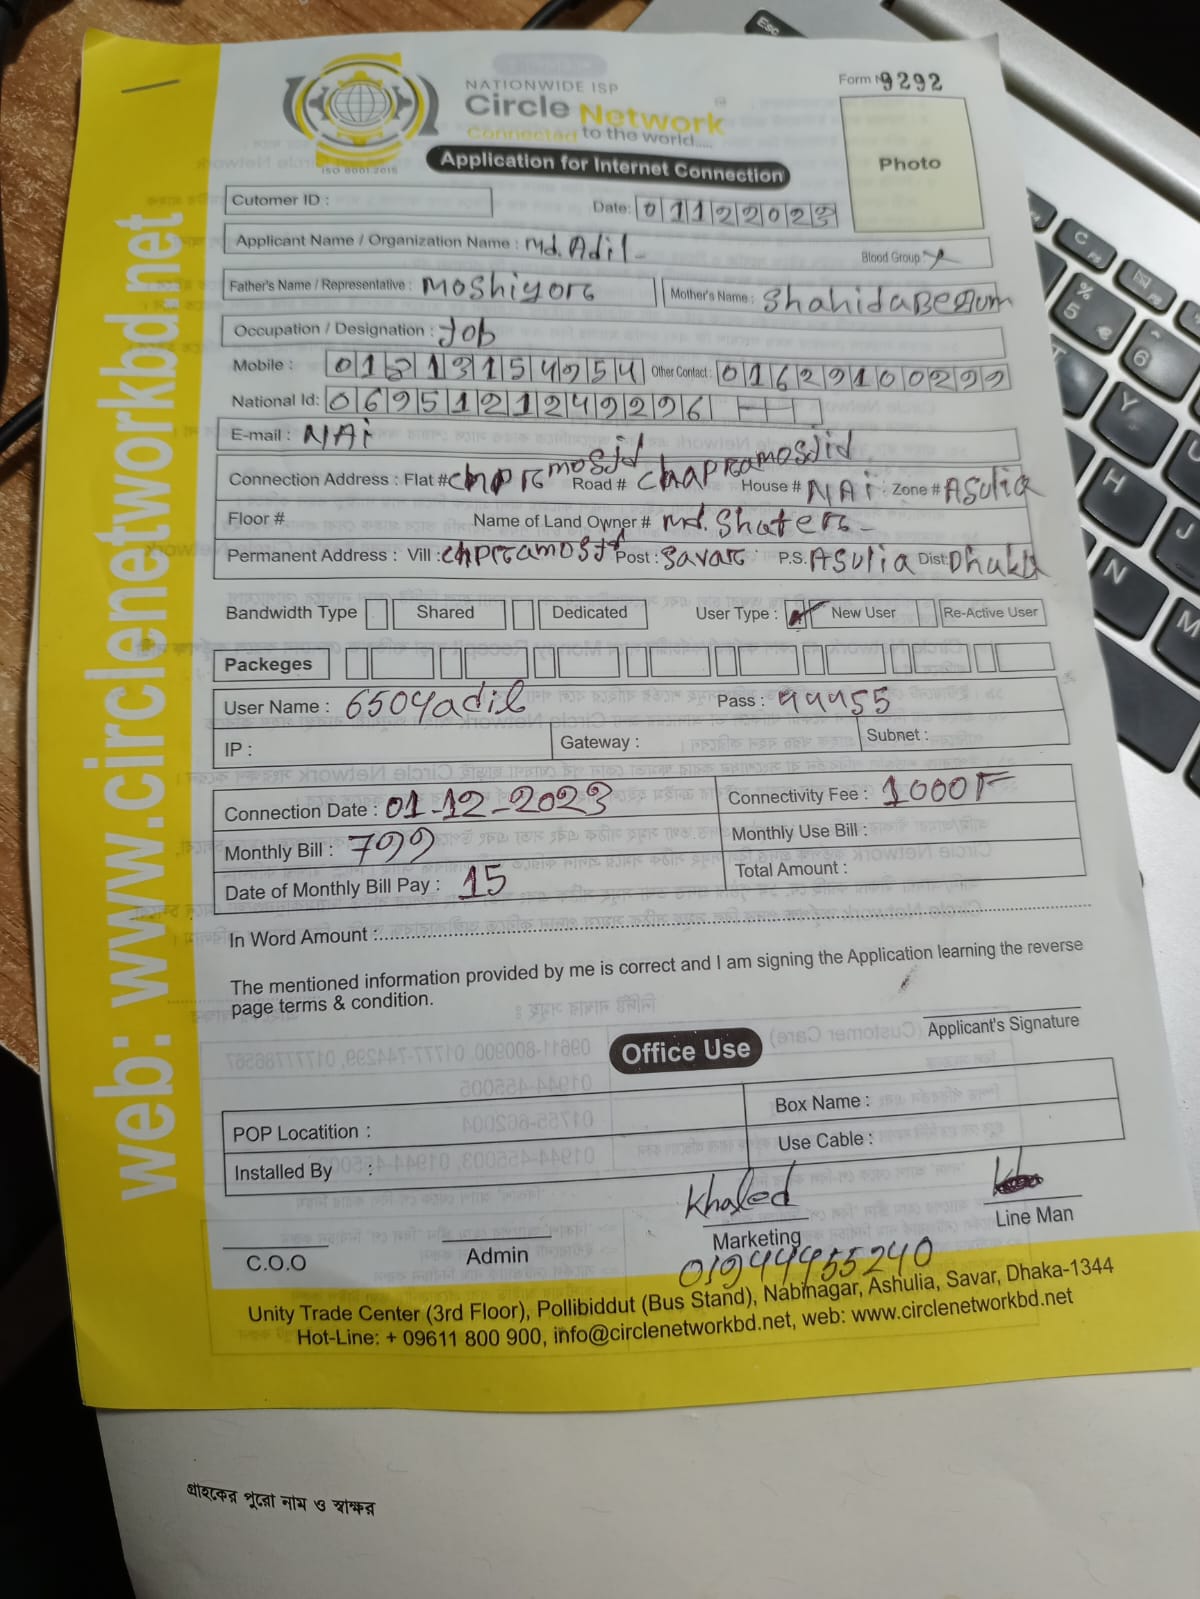 NATIONWIDE ISP
Circle Network
Connected to the world.....
ISO 9001:2015
Form No 9292
Application for Internet Connection
Photo
Cutomer ID :
Date: 01122023
Applicant Name / Organization Name : Md. Adil
Blood Group :
Father's Name / Representative : Moshiyorc
Mother's Name : Shahida Begum
Occupation / Designation : Job
Mobile :
Other Contact : 01629100299
National Id: 0695121249296
E-mail : NAi
Connection Address : Flat # Road # Chapramosjid House # NAi Zone # ASulia
Floor #
Name of Land Owner # Md.
Permanent Address : Vill : Post : Savarc P.S. ASulia Dist: Dhaka
Bandwidth Type Shared Dedicated User Type : New User Re-Active User
Packeges
User Name : 6504adil
Pass : 99955
IP :
Gateway :
Subnet :
Connection Date : 01-12-2023
Connectivity Fee : 1000F
Monthly Bill : 799
Monthly Use Bill :
Date of Monthly Bill Pay : 15
Total Amount :
In Word Amount :
The mentioned information provided by me is correct and I am signing the Application learning the reverse
page terms & condition.
Applicant's Signature
Office Use
POP Locatition :
Box Name :
Installed By :
Use Cable :
Khaled
C.O.O
Admin
Marketing
Line Man
01944455240
Unity Trade Center (3rd Floor), Pollibiddut (Bus Stand), Nabinagar, Ashulia, Savar, Dhaka-1344
Hot-Line: + 09611 800 900, info@circlenetworkbd.net, web: www.circlenetworkbd.net
web: www.circlenetworkbd.net
গ্রাহকের পুরো নাম ও স্বাক্ষর